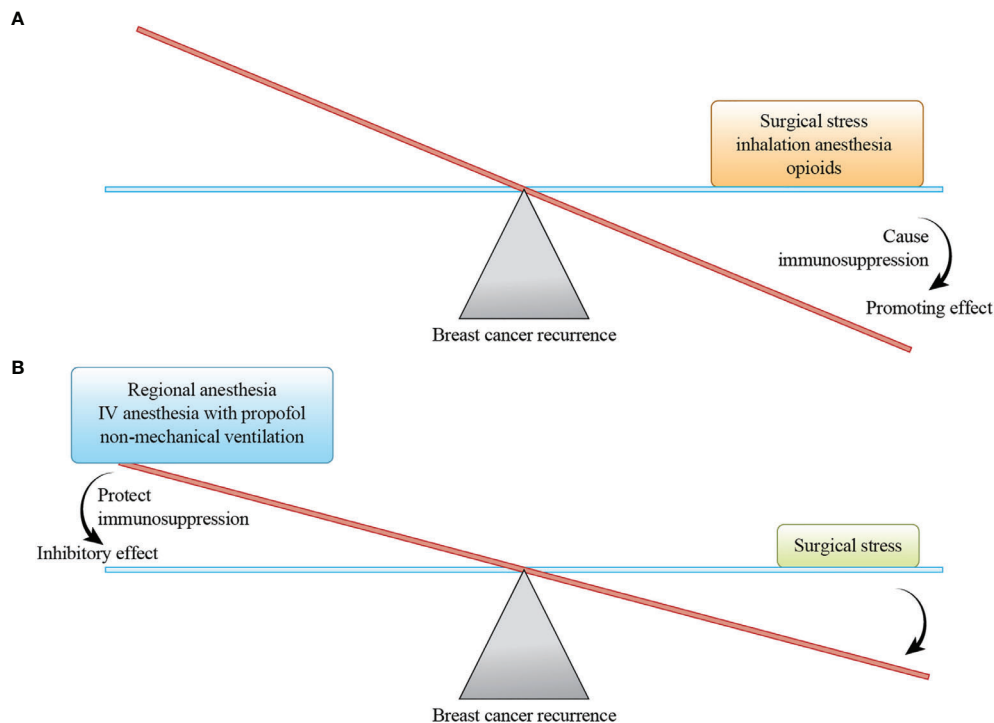 A
Surgical stress
inhalation anesthesia
opioids
Cause
immunosuppression
Promoting effect
Breast cancer recurrence
B
Regional anesthesia
IV anesthesia with propofol
non-mechanical ventilation
Protect
immunosuppression
Inhibitory effect
Surgical stress
Breast cancer recurrence